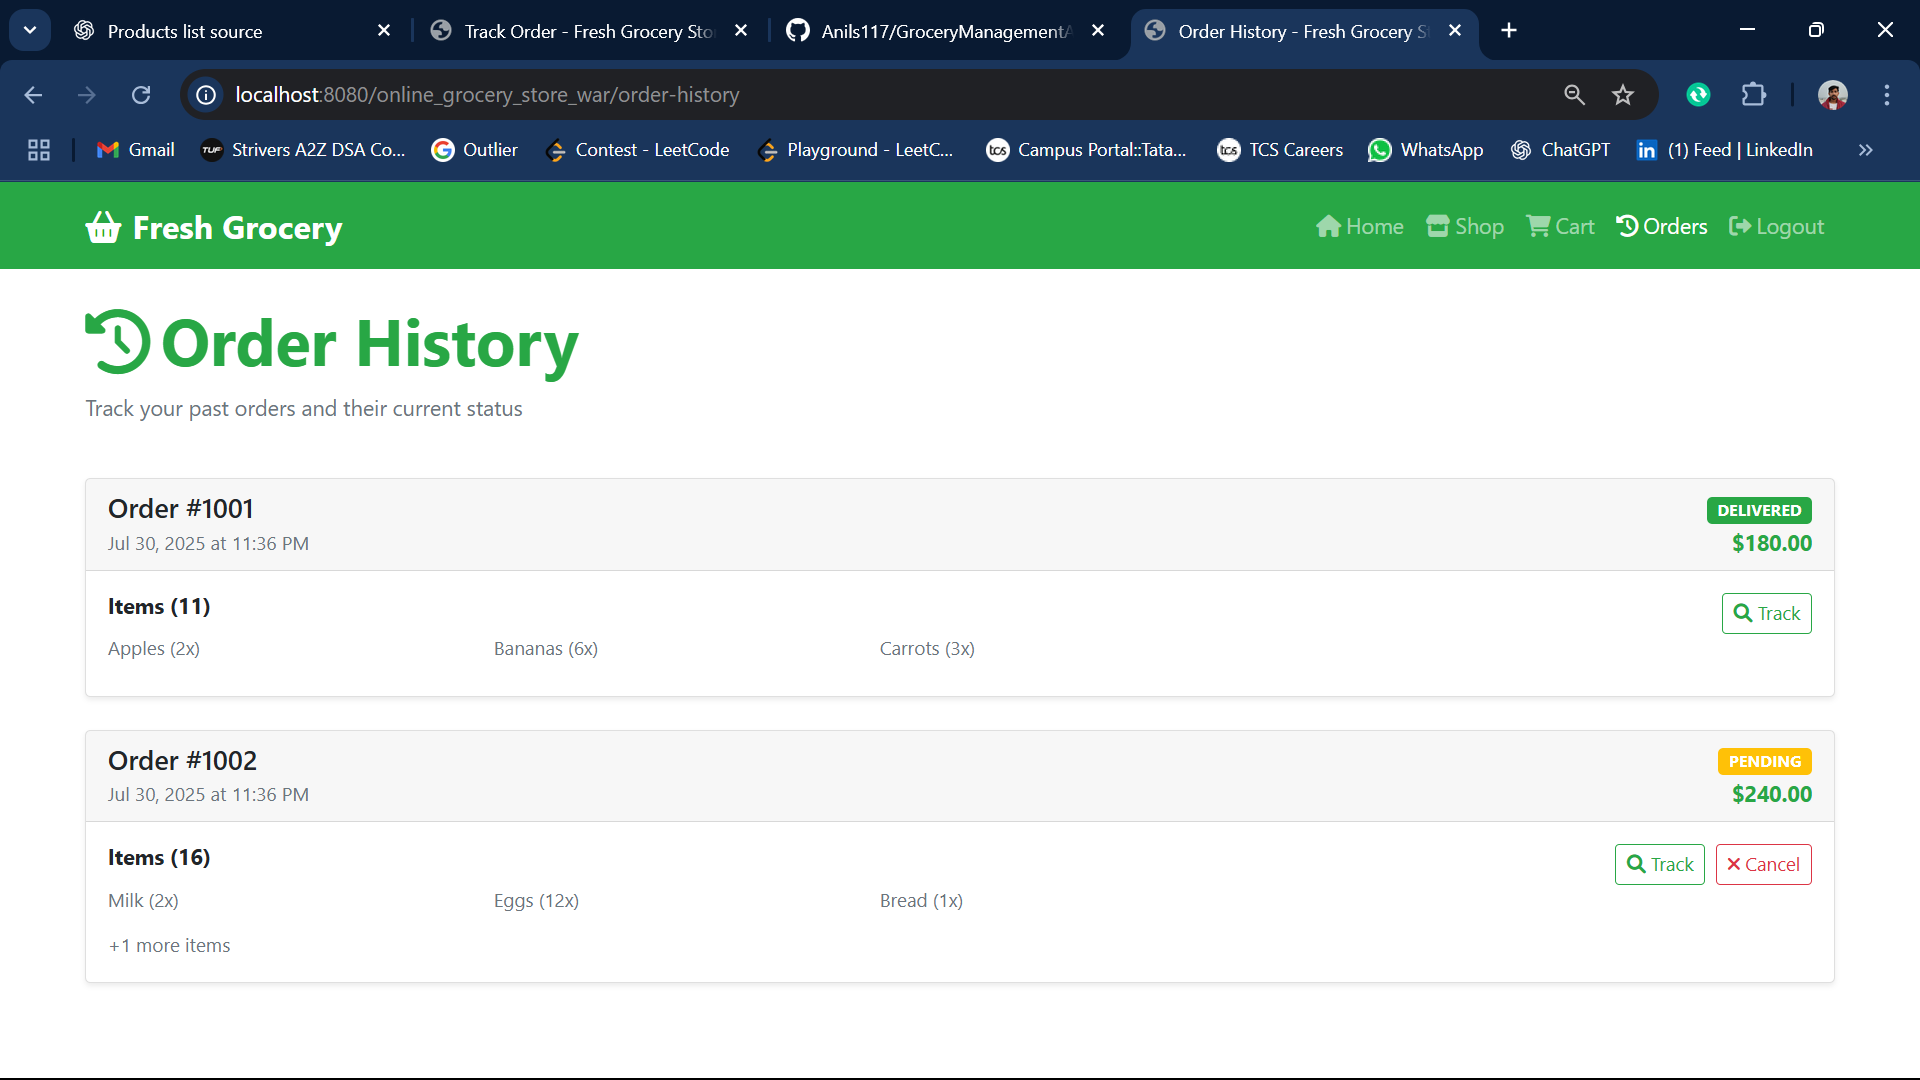 Products list source
Track Order - Fresh Grocery Sto
Anils117/GroceryManagementA
Order History - Fresh Grocery S
localhost:8080/online_grocery_store_war/order-history
Gmail
TUF
Strivers A2Z DSA Co...
Outlier
Contest - LeetCode
Playground - LeetC...
tcs
Campus Portal::Tata...
tcs
TCS Careers
WhatsApp
ChatGPT
in
(1) Feed | LinkedIn
Fresh Grocery
Home
Shop
Cart
Orders
Logout
Order History
Track your past orders and their current status
Order #1001
DELIVERED
Jul 30, 2025 at 11:36 PM
$180.00
Items (11)
Track
Apples (2x)
Bananas (6x)
Carrots (3x)
Order #1002
PENDING
Jul 30, 2025 at 11:36 PM
$240.00
Items (16)
Track
Cancel
Milk (2x)
Eggs (12x)
Bread (1x)
+1 more items